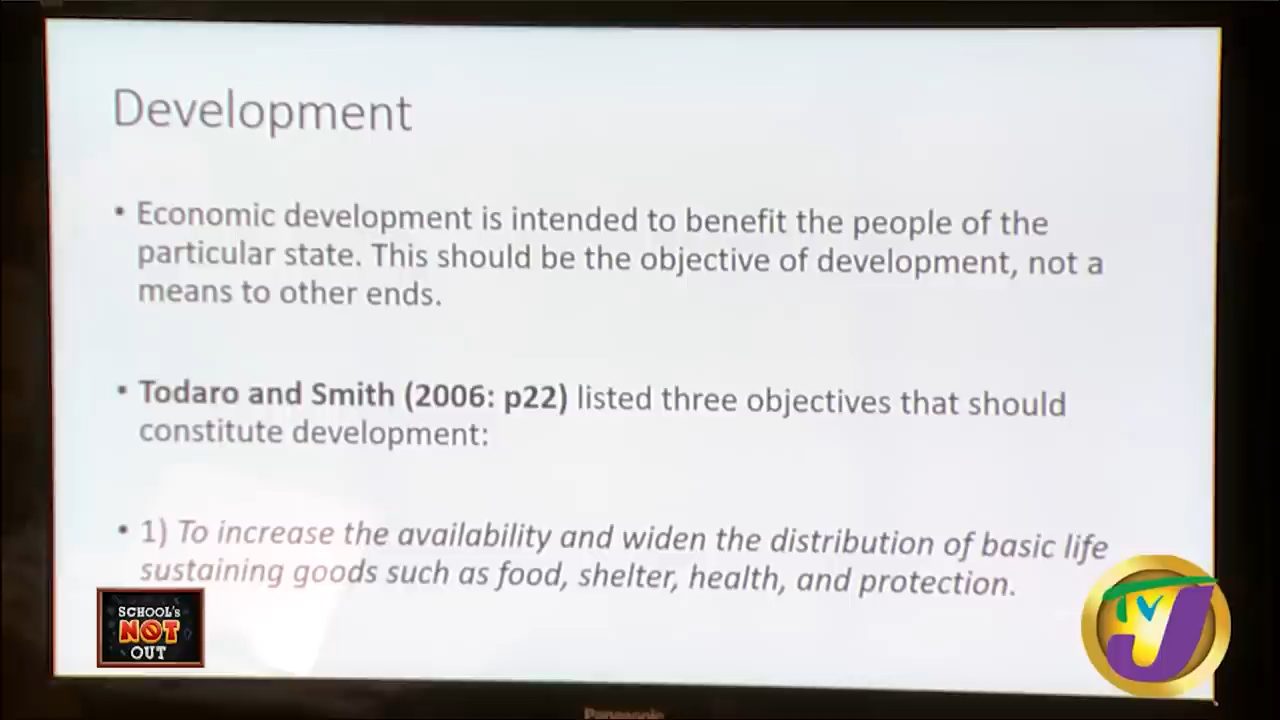 Development
• Economic development is intended to benefit the people of the
particular state. This should be the objective of development, not a
means to other ends.
• Todaro and Smith (2006: p22) listed three objectives that should
constitute development:
• 1) To increase the availability and widen the distribution of basic life
sustaining goods such as food, shelter, health, and protection.
SCHOOL's
NOT
OUT
TVJ
Panasonic